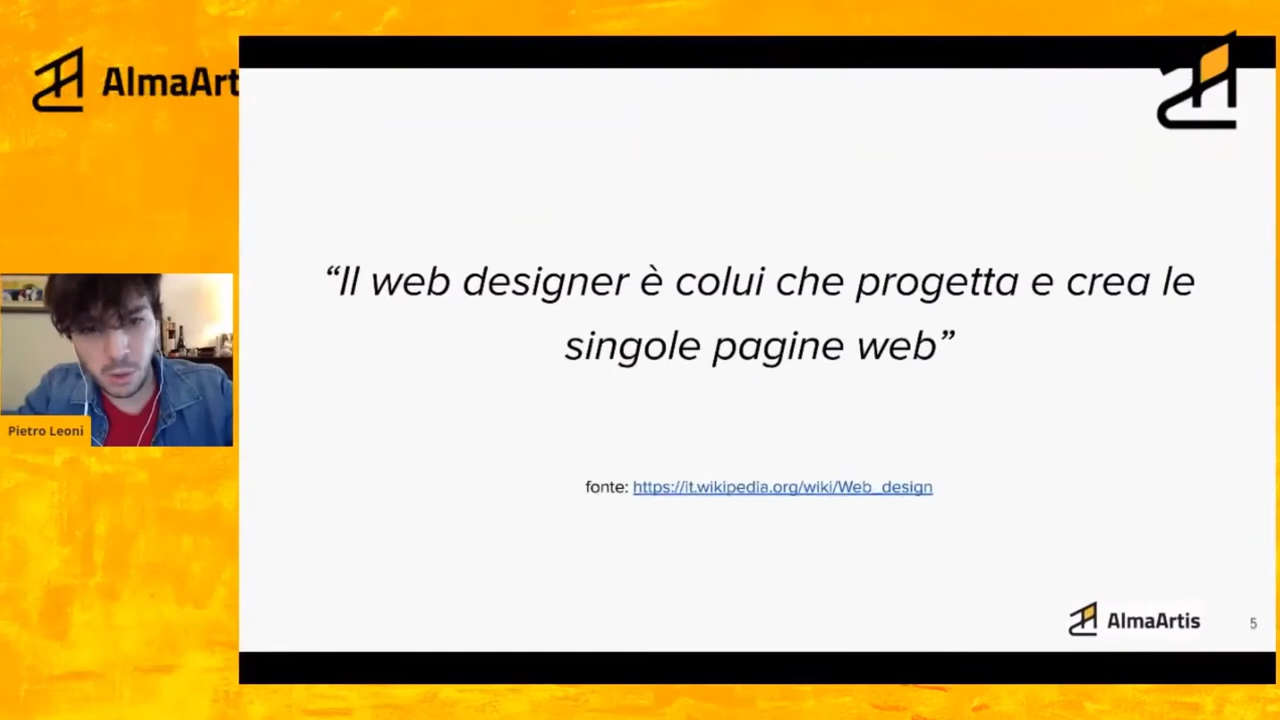 AlmaArt
“Il web designer è colui che progetta e crea le
singole pagine web”
Pietro Leoni
fonte: https://it.wikipedia.org/wiki/Web_design
AlmaArtis
5